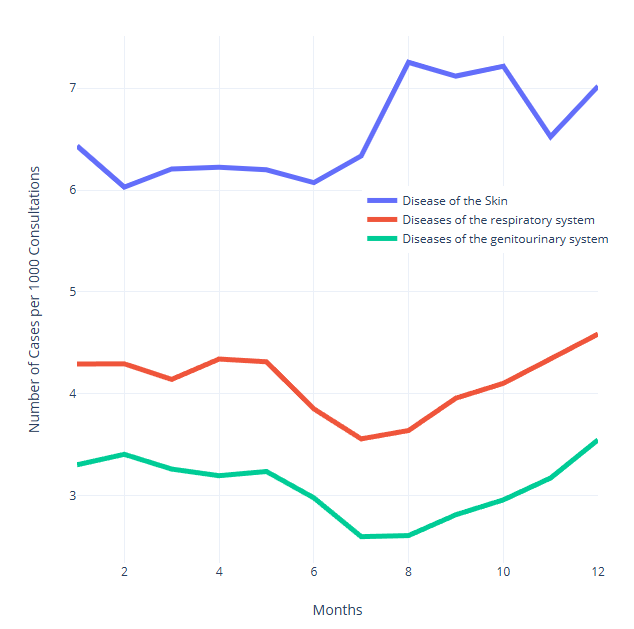 Number of Cases per 1000 Consultations
7
6
5
4
3
Disease of the Skin
Diseases of the respiratory system
Diseases of the genitourinary system
2
4
6
8
10
12
Months